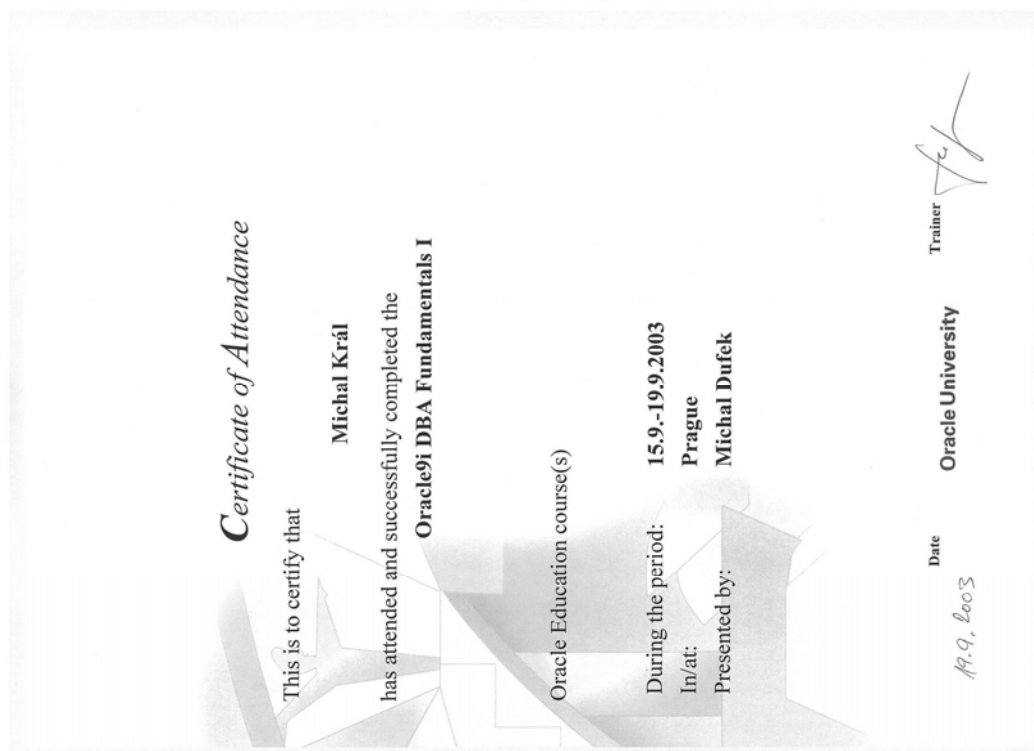 Certificate of Attendance
This is to certify that
Michal Král
has attended and successfully completed the
Oracle9i DBA Fundamentals I
Oracle Education course(s)
During the period: 15.9.-19.9.2003
In/at: Prague
Presented by: Michal Dufek
Date Oracle University Trainer
19.9.2003